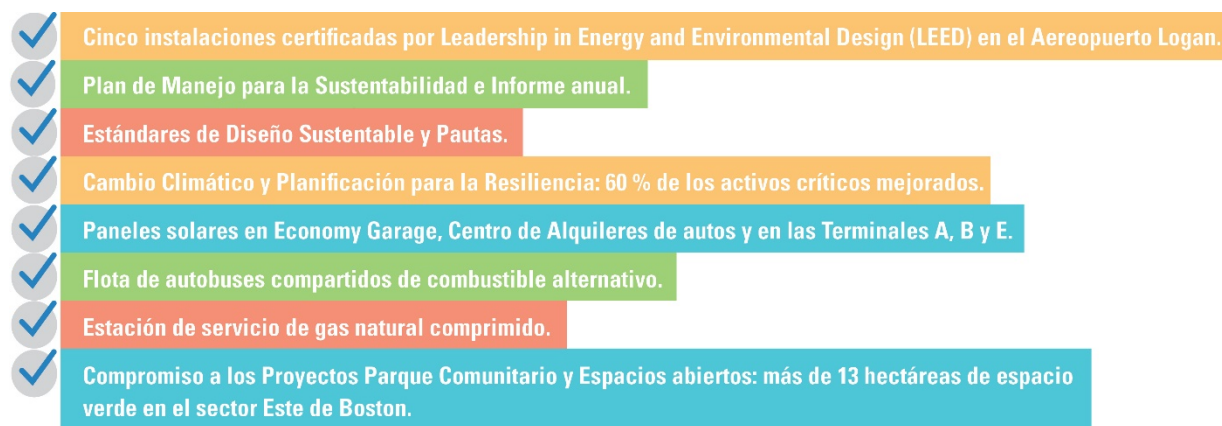 Cinco instalaciones certificadas por Leadership in Energy and Environmental Design (LEED) en el Aereopuerto Logan.
Plan de Manejo para la Sustentabilidad e Informe anual.
Estándares de Diseño Sustentable y Pautas.
Cambio Climático y Planificación para la Resiliencia: 60 % de los activos críticos mejorados.
Paneles solares en Economy Garage, Centro de Alquileres de autos y en las Terminales A, B y E.
Flota de autobuses compartidos de combustible alternativo.
Estación de servicio de gas natural comprimido.
Compromiso a los Proyectos Parque Comunitario y Espacios abiertos: más de 13 hectáreas de espacio
verde en el sector Este de Boston.